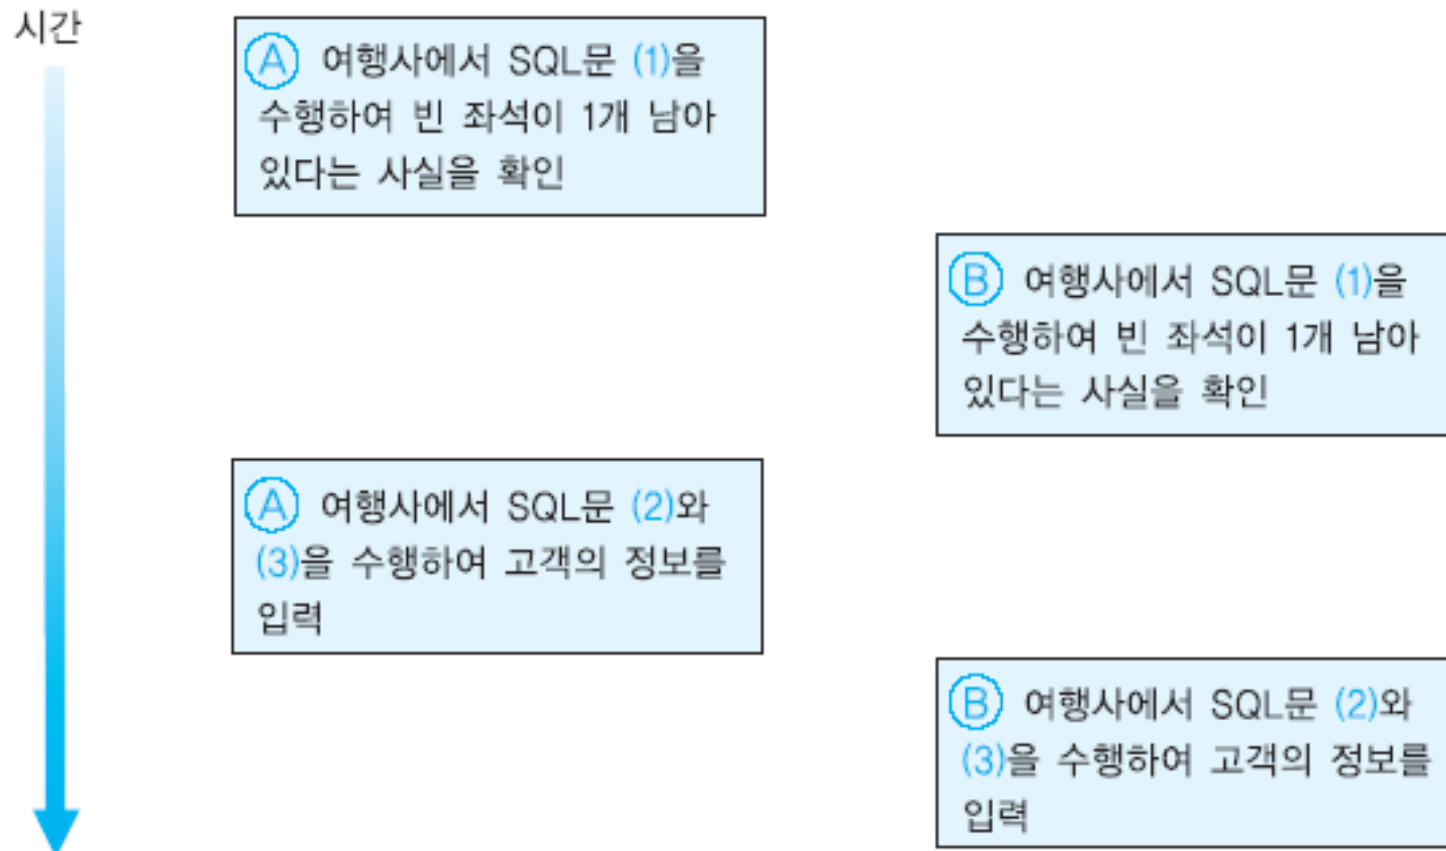 시간
Ⓐ 여행사에서 SQL문 (1)을
수행하여 빈 좌석이 1개 남아
있다는 사실을 확인
Ⓑ 여행사에서 SQL문 (1)을
수행하여 빈 좌석이 1개 남아
있다는 사실을 확인
Ⓐ 여행사에서 SQL문 (2)와
(3)을 수행하여 고객의 정보를
입력
Ⓑ 여행사에서 SQL문 (2)와
(3)을 수행하여 고객의 정보를
입력